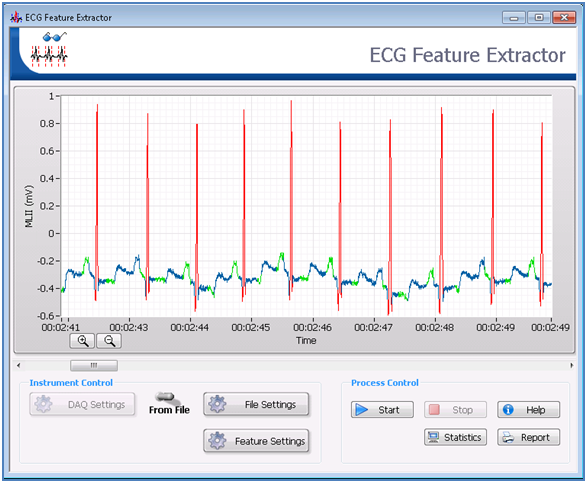 ECG Feature Extractor
ECG Feature Extractor
1
0.8
0.6
0.4
0.2
0
-0.2
-0.4
-0.6
MLII (mV)
00:02:41 00:02:43 00:02:44 00:02:45 00:02:46 00:02:47 00:02:48 00:02:49 00:02:49
Time
Instrument Control
DAQ Settings
From File
File Settings
Feature Settings
Process Control
Start
Stop
Help
Statistics
Report